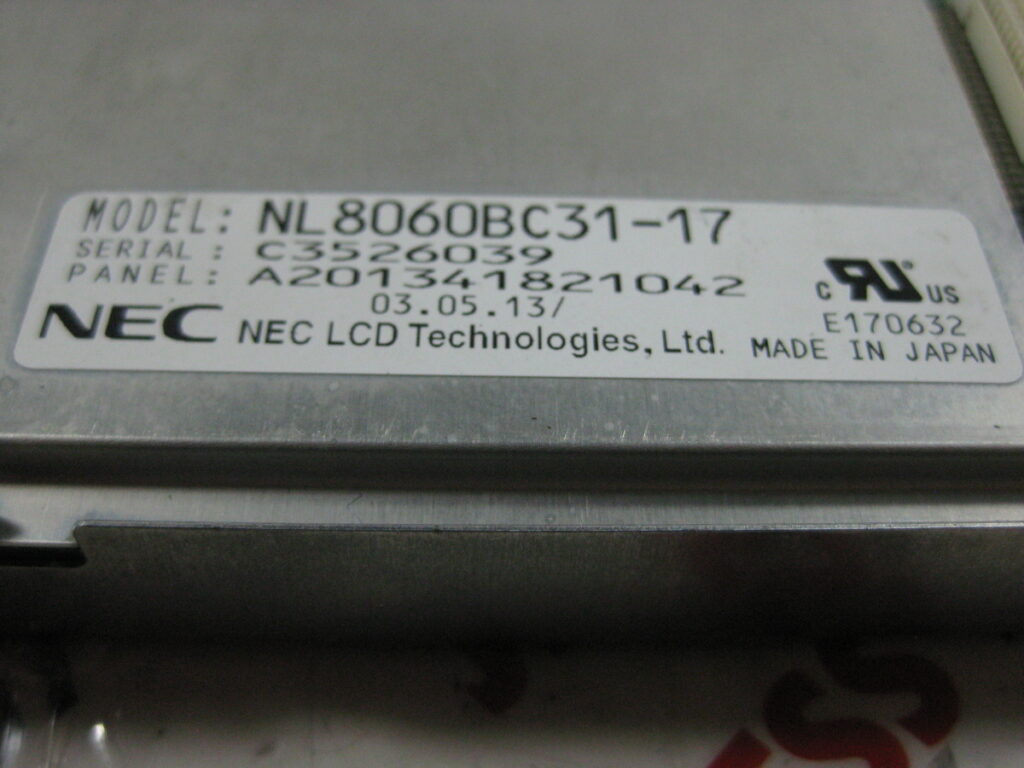 MODEL: NL8060BC31-17
SERIAL: C3526039
PANEL: A201341821042
03.05.13/
NEC NEC LCD Technologies, Ltd.
C RU US
E170632
MADE IN JAPAN